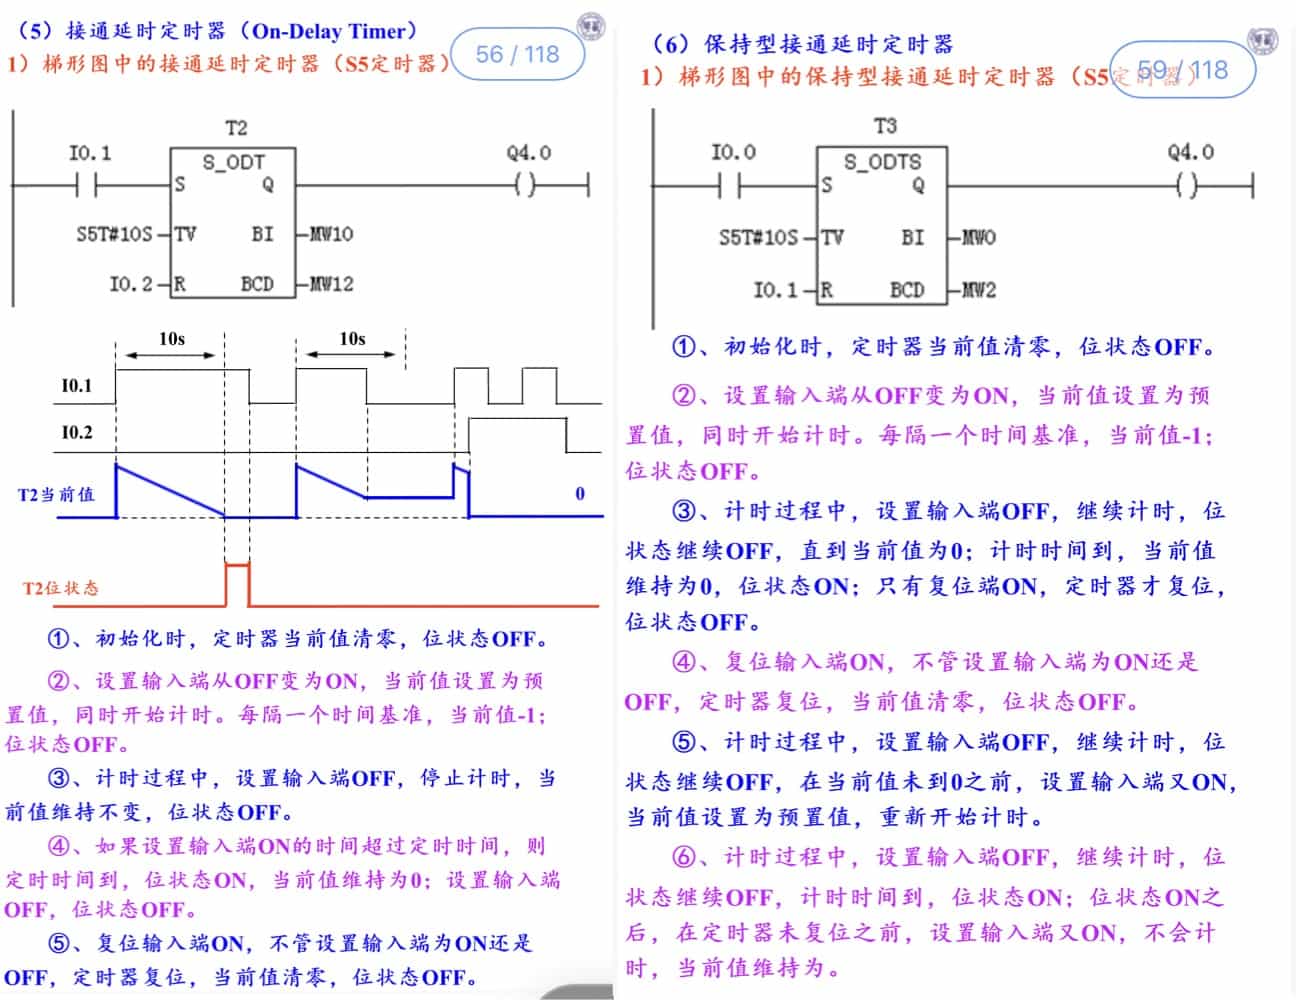 （5）接通延时定时器（On-Delay Timer）
56 / 118
1）梯形图中的接通延时定时器（S5定时器）
T2
I0.1
S_ODT
Q4.0
S
Q
( )
S5T#10S
TV
BI
MW10
I0.2
R
BCD
MW12
10s
10s
I0.1
I0.2
T2当前值
0
T2位状态
①、初始化时，定时器当前值清零，位状态OFF。
②、设置输入端从OFF变为ON，当前值设置为预
置值，同时开始计时。每隔一个时间基准，当前值-1；
位状态OFF。
③、计时过程中，设置输入端OFF，停止计时，当
前值维持不变，位状态OFF。
④、如果设置输入端ON的时间超过定时时间，则
定时时间到，位状态ON，当前值维持为0；设置输入端
OFF，位状态OFF。
⑤、复位输入端ON，不管设置输入端为ON还是
OFF，定时器复位，当前值清零，位状态OFF。
（6）保持型接通延时定时器
59 / 118
1）梯形图中的保持型接通延时定时器（S5定时器）
T3
I0.0
S_ODTS
Q4.0
S
Q
( )
S5T#10S
TV
BI
MW0
I0.1
R
BCD
MW2
①、初始化时，定时器当前值清零，位状态OFF。
②、设置输入端从OFF变为ON，当前值设置为预
置值，同时开始计时。每隔一个时间基准，当前值-1；
位状态OFF。
③、计时过程中，设置输入端OFF，继续计时，位
状态继续OFF，直到当前值为0；计时时间到，当前值
维持为0，位状态ON；只有复位端ON，定时器才复位，
位状态OFF。
④、复位输入端ON，不管设置输入端为ON还是
OFF，定时器复位，当前值清零，位状态OFF。
⑤、计时过程中，设置输入端OFF，继续计时，位
状态继续OFF，在当前值未到0之前，设置输入端又ON，
当前值设置为预置值，重新开始计时。
⑥、计时过程中，设置输入端OFF，继续计时，位
状态继续OFF，计时时间到，位状态ON；位状态ON之
后，在定时器未复位之前，设置输入端又ON，不会计
时，当前值维持为。